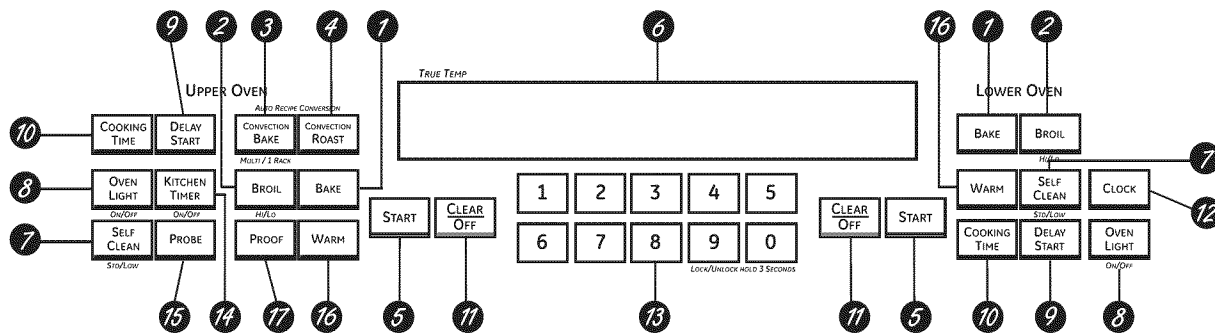 9 2 3 4 1 6 16 1 2
TRUE TEMP
UPPER OVEN LOWER OVEN
AUTO RECIPE CONVERSION
10 COOKING TIME DELAY START CONVECTION BAKE CONVECTION ROAST BAKE BROIL
MULTI / 1 RACK HI/LO 7
8 OVEN LIGHT KITCHEN TIMER BROIL BAKE 1 2 3 4 5 WARM SELF CLEAN CLOCK
ON/OFF ON/OFF HI/LO STD/LOW 12
START CLEAR OFF CLEAR OFF START
7 SELF CLEAN PROBE PROOF WARM 6 7 8 9 0 COOKING TIME DELAY START OVEN LIGHT
STD/LOW LOCK/UNLOCK HOLD 3 SECONDS ON/OFF
15 14 17 16 5 11 13 11 5 10 9 8